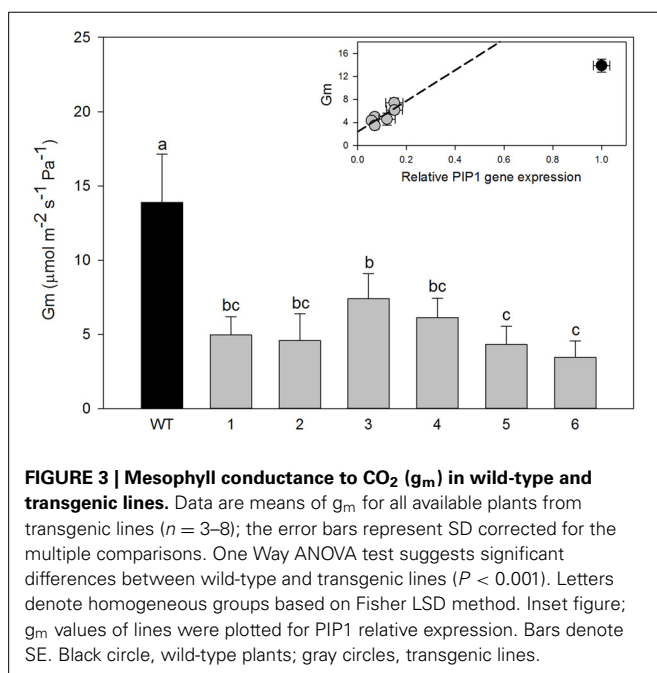 25
20
15
10
5
0
Gm (µmol m-2 s-1 Pa-1)
a
bc
bc
b
bc
c
c
WT
1
2
3
4
5
6
16
12
8
4
0
Gm
0.0
0.2
0.4
0.6
0.8
1.0
Relative PIP1 gene expression
FIGURE 3 | Mesophyll conductance to CO2 (gm) in wild-type and
transgenic lines. Data are means of gm for all available plants from
transgenic lines (n = 3–8); the error bars represent SD corrected for the
multiple comparisons. One Way ANOVA test suggests significant
differences between wild-type and transgenic lines (P < 0.001). Letters
denote homogeneous groups based on Fisher LSD method. Inset figure;
gm values of lines were plotted for PIP1 relative expression. Bars denote
SE. Black circle, wild-type plants; gray circles, transgenic lines.